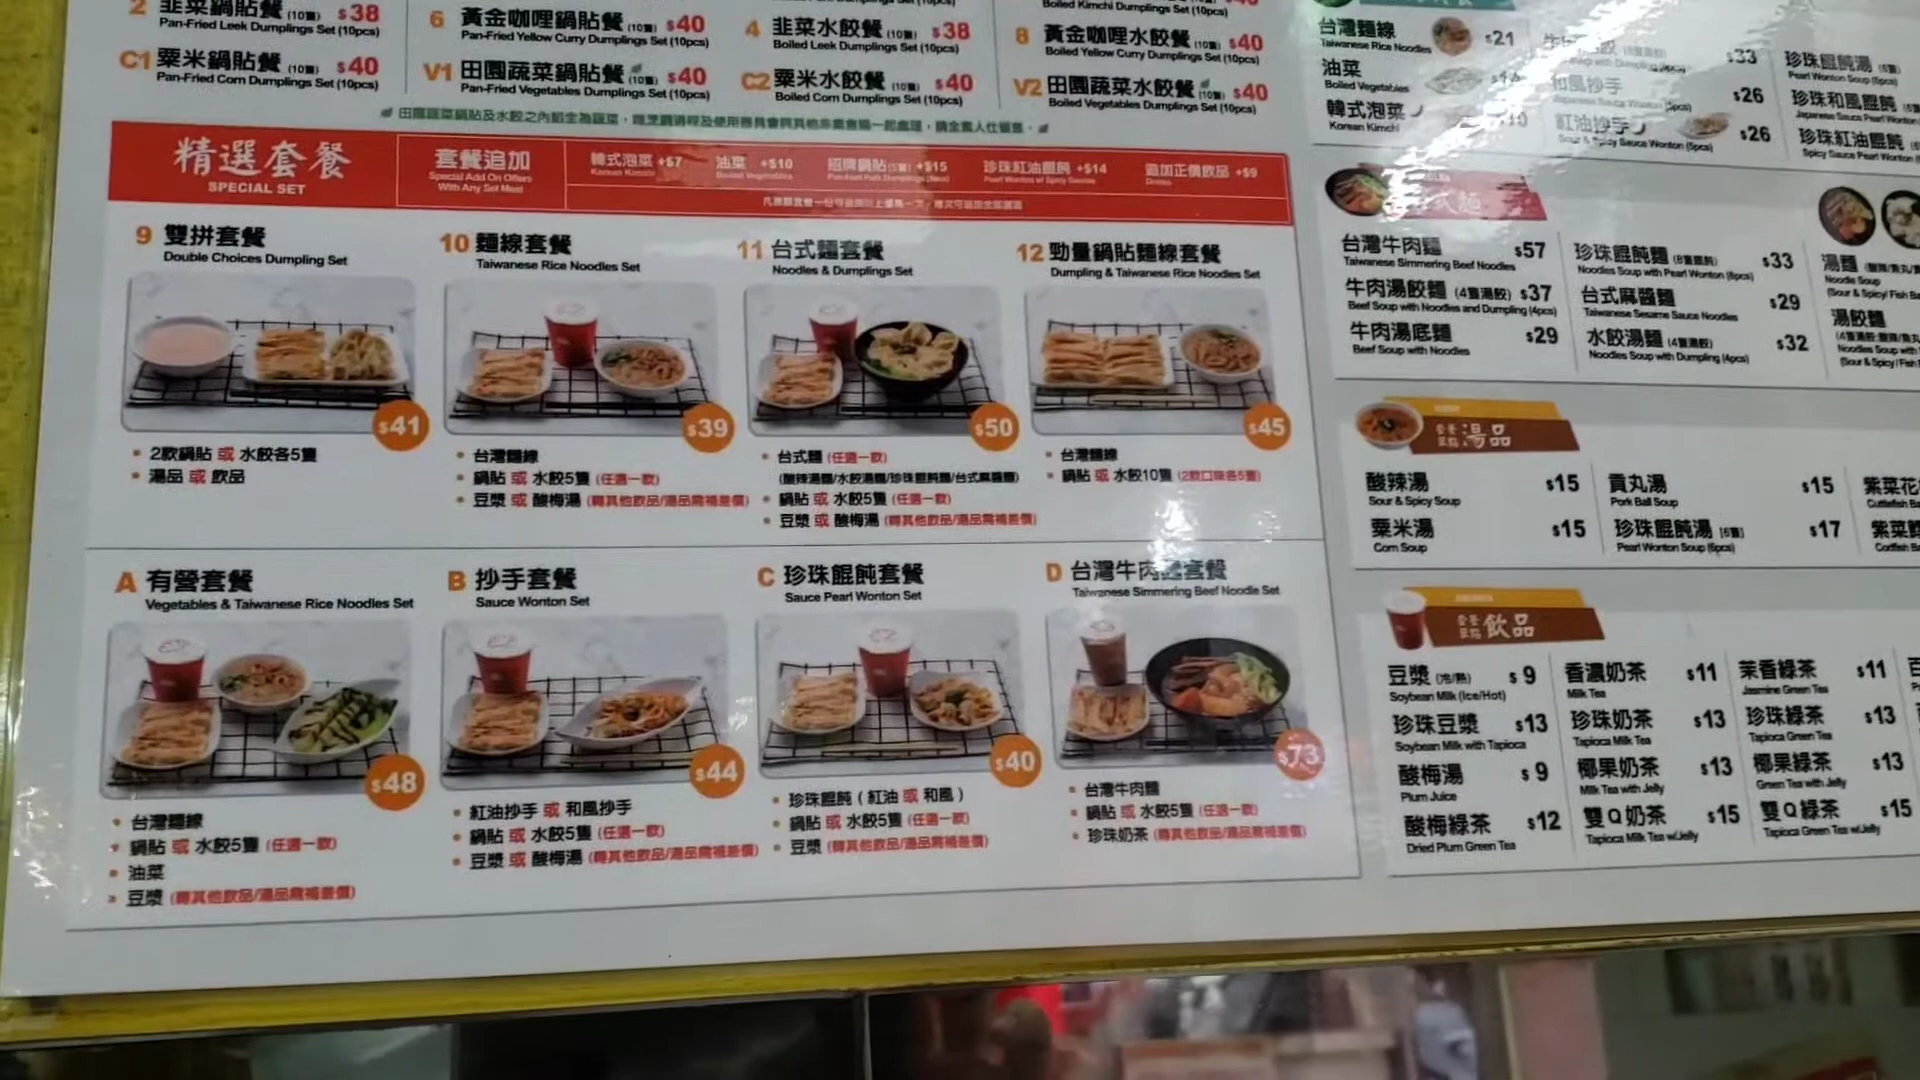 2 韭菜鍋貼餐 (10隻) $38
Pan-Fried Leek Dumplings Set (10pcs)
C1 粟米鍋貼餐 (10隻) $40
Pan-Fried Corn Dumplings Set (10pcs)
6 黃金咖哩鍋貼餐 (10隻) $40
Pan-Fried Yellow Curry Dumplings Set (10pcs)
V1 田園蔬菜鍋貼餐 (10隻) $40
Pan-Fried Vegetables Dumplings Set (10pcs)
4 韭菜水餃餐 (10隻) $38
Boiled Leek Dumplings Set (10pcs)
C2 粟米水餃餐 (10隻) $40
Boiled Corn Dumplings Set (10pcs)
Boiled Kimchi Dumplings Set (10pcs)
8 黃金咖哩水餃餐 (10隻) $40
Boiled Yellow Curry Dumplings Set (10pcs)
V2 田園蔬菜水餃餐 (10隻) $40
Boiled Vegetables Dumplings Set (10pcs)
精選套餐
SPECIAL SET
套餐追加
Special Add On Offers
With Any Set Meal
韓式泡菜 +$7
Korean Kimchi
油菜 +$10
Boiled Vegetables
招牌鍋貼(5隻) +$15
珍珠紅油餛飩 +$14
追加正價飲品 +$9
Drinks
9 雙拼套餐
Double Choices Dumpling Set
$41
2款鍋貼 或 水餃各5隻
湯品 或 飲品
10 麵線套餐
Taiwanese Rice Noodles Set
$39
台灣麵線
鍋貼 或 水餃5隻 (任選一款)
豆漿 或 酸梅湯 (轉其他飲品/湯品需補差價)
11 台式麵套餐
Noodles & Dumplings Set
$50
台式麵 (任選一款)
(酸辣湯麵/水餃湯麵/珍珠餛飩麵/台式麻醬麵)
鍋貼 或 水餃5隻 (任選一款)
豆漿 或 酸梅湯 (轉其他飲品/湯品需補差價)
12 勁量鍋貼麵線套餐
Dumpling & Taiwanese Rice Noodles Set
$45
台灣麵線
鍋貼 或 水餃10隻 (2款口味各5隻)
A 有營套餐
Vegetables & Taiwanese Rice Noodles Set
$48
台灣麵線
鍋貼 或 水餃5隻 (任選一款)
油菜
豆漿 (轉其他飲品/湯品需補差價)
B 抄手套餐
Sauce Wonton Set
$44
紅油抄手 或 和風抄手
鍋貼 或 水餃5隻 (任選一款)
豆漿 或 酸梅湯 (轉其他飲品/湯品需補差價)
C 珍珠餛飩套餐
Sauce Pearl Wonton Set
$40
珍珠餛飩 (紅油 或 和風)
鍋貼 或 水餃5隻 (任選一款)
豆漿 (轉其他飲品/湯品需補差價)
D 台灣牛肉麵套餐
Taiwanese Simmering Beef Noodle Set
$73
台灣牛肉麵
鍋貼 或 水餃5隻 (任選一款)
珍珠奶茶 (轉其他飲品/湯品需補差價)
台灣麵線 $21
Taiwanese Rice Noodles
油菜
Boiled Vegetables
韓式泡菜
Korean Kimchi
$33
和風抄手 $26
Japanese Sauce Wonton (5pcs)
紅油抄手 $26
Sour & Spicy Sauce Wonton (5pcs)
珍珠餛飩湯
Pearl Wonton Soup (6pcs)
珍珠和風餛飩
Japanese Sauce Pearl Wonton
珍珠紅油餛飩
Spicy Sauce Pearl Wonton
台灣牛肉麵 $57
Taiwanese Simmering Beef Noodles
牛肉湯餃麵 (4隻湯餃) $37
Beef Soup with Noodles and Dumpling (4pcs)
牛肉湯底麵 $29
Beef Soup with Noodles
珍珠餛飩麵 (8隻餛飩) $33
Noodles Soup with Pearl Wonton (8pcs)
台式麻醬麵 $29
Taiwanese Sesame Sauce Noodles
水餃湯麵 (4隻湯餃) $32
Noodles Soup with Dumpling (4pcs)
湯麵
Noodle Soup
湯餃麵
Noodles Soup with
套餐 湯品
酸辣湯 $15
Sour & Spicy Soup
粟米湯 $15
Corn Soup
貢丸湯 $15
Pork Ball Soup
珍珠餛飩湯 (6隻) $17
Pearl Wonton Soup (6pcs)
紫菜花
紫菜
套餐 飲品
豆漿 (冷/熱) $9
Soybean Milk (Ice/Hot)
珍珠豆漿 $13
Soybean Milk with Tapioca
酸梅湯 $9
Plum Juice
酸梅綠茶 $12
Dried Plum Green Tea
香濃奶茶 $11
Milk Tea
珍珠奶茶 $13
Tapioca Milk Tea
椰果奶茶 $13
Milk Tea with Jelly
雙Q奶茶 $15
Tapioca Milk Tea w/Jelly
茉香綠茶 $11
Jasmine Green Tea
珍珠綠茶 $13
Tapioca Green Tea
椰果綠茶 $13
Green Tea with Jelly
雙Q綠茶 $15
Tapioca Green Tea w/Jelly